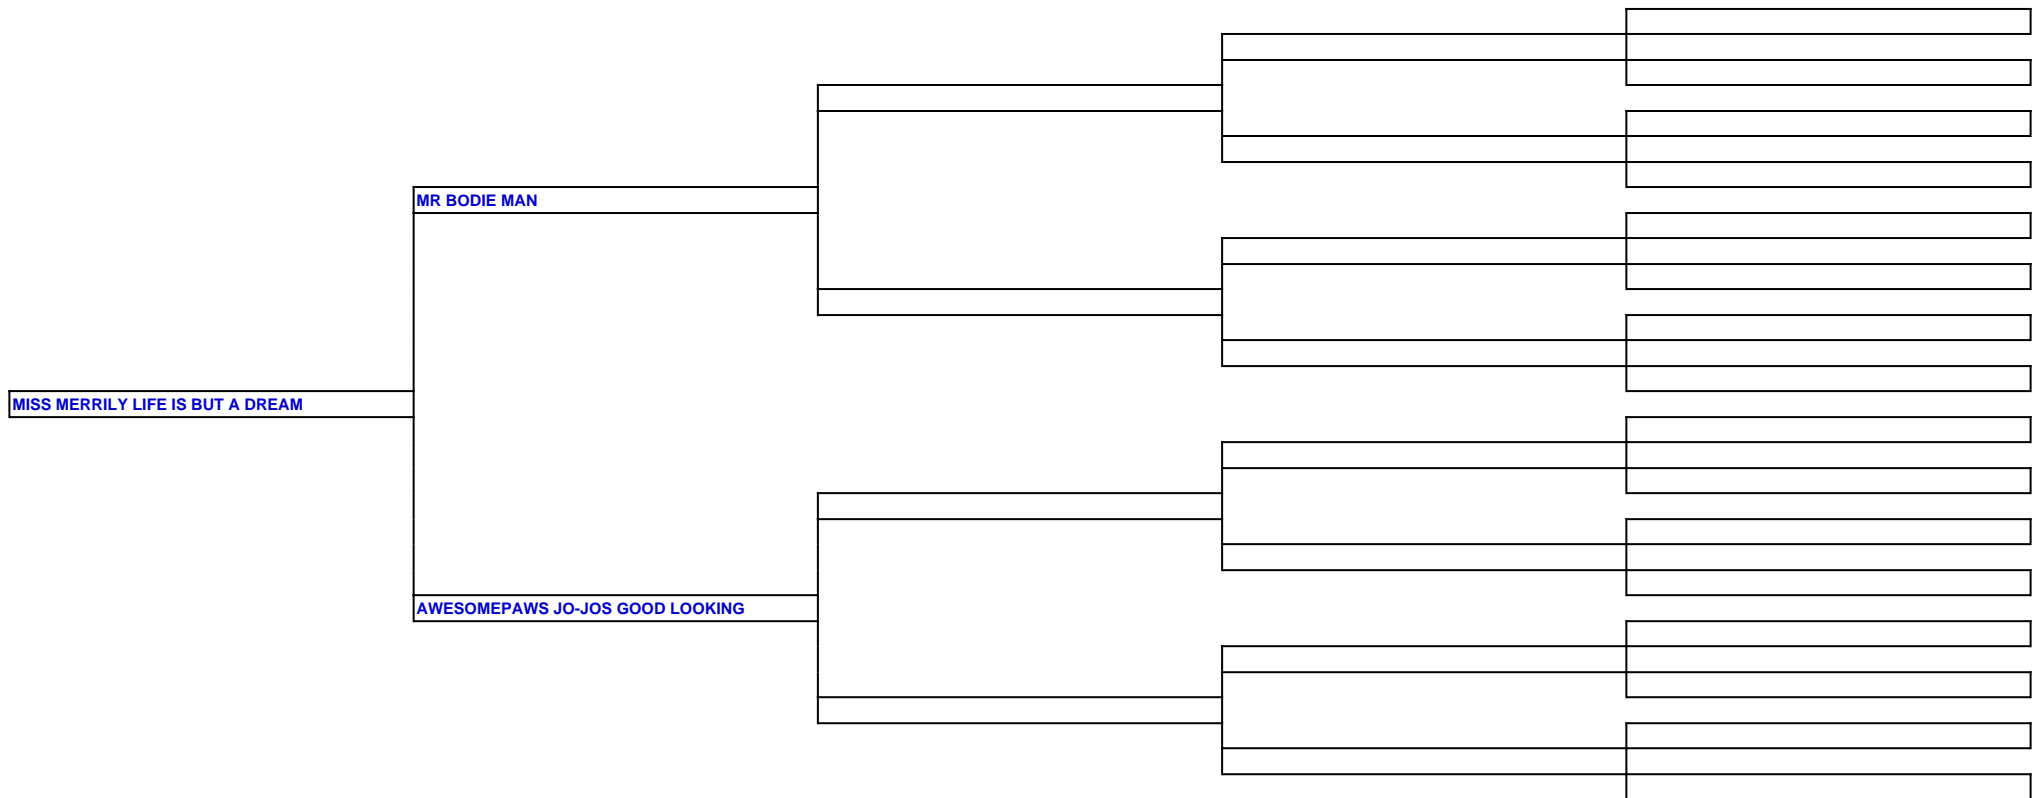 MR BODIE MAN
MISS MERRILY LIFE IS BUT A DREAM
AWESOMEPAWS JO-JOS GOOD LOOKING